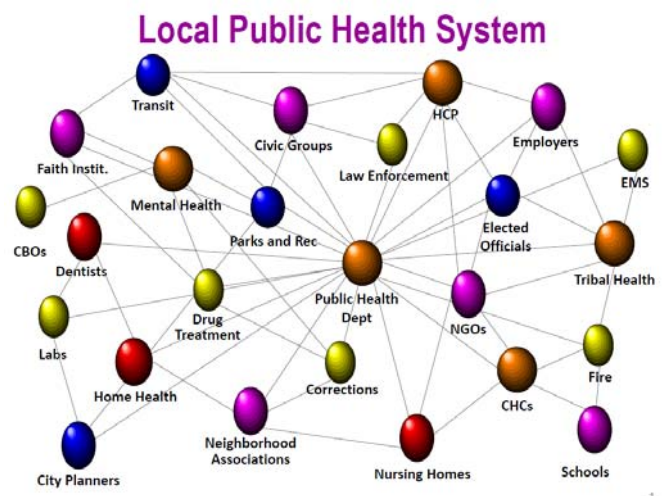 Local Public Health System
Transit
HCP
Civic Groups
Employers
Faith Instit.
Law Enforcement
EMS
Mental Health
CBOs
Parks and Rec
Elected
Officials
Dentists
Tribal Health
Public Health
Dept
Drug
Treatment
NGOs
Labs
Fire
Home Health
Corrections
CHCs
Neighborhood
Associations
Nursing Homes
Schools
City Planners